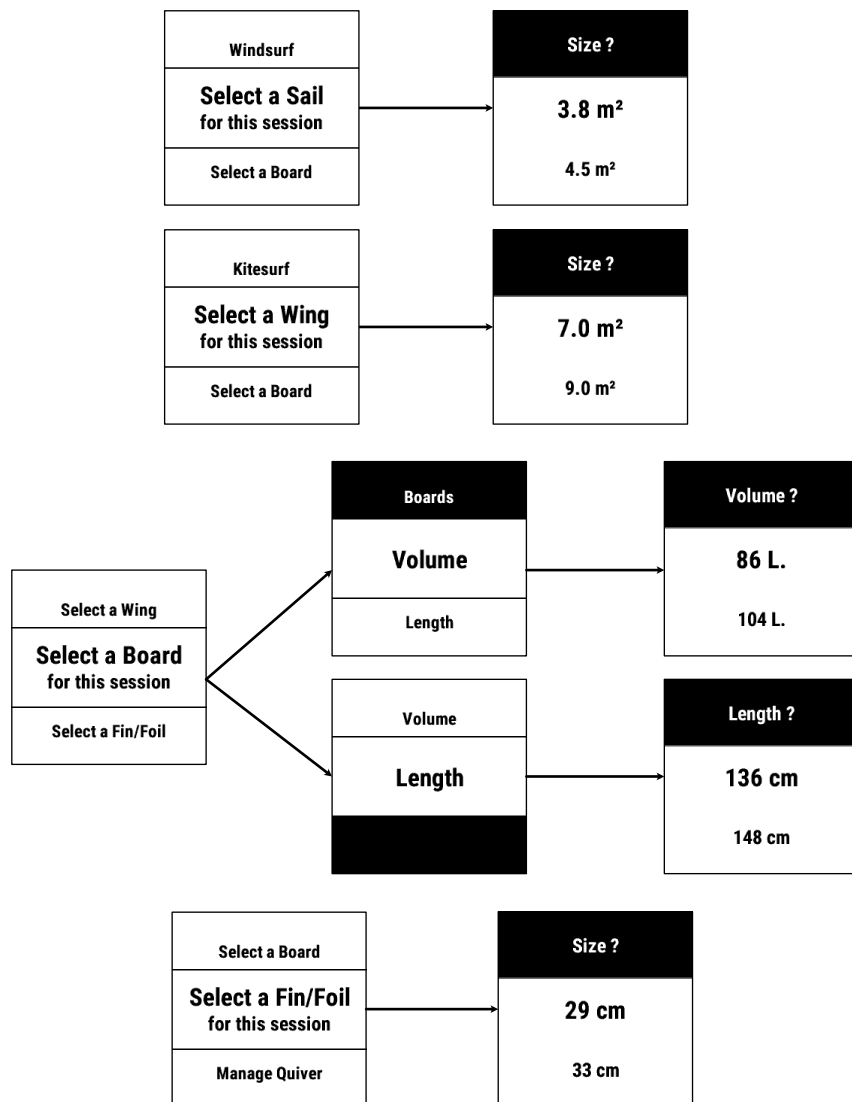 Windsurf
Select a Sail
for this session
Select a Board
Size ?
3.8 m²
4.5 m²
Kitesurf
Select a Wing
for this session
Select a Board
Size ?
7.0 m²
9.0 m²
Select a Wing
Select a Board
for this session
Select a Fin/Foil
Boards
Volume
Length
Volume ?
86 L.
104 L.
Volume
Length
Length ?
136 cm
148 cm
Select a Board
Select a Fin/Foil
for this session
Manage Quiver
Size ?
29 cm
33 cm